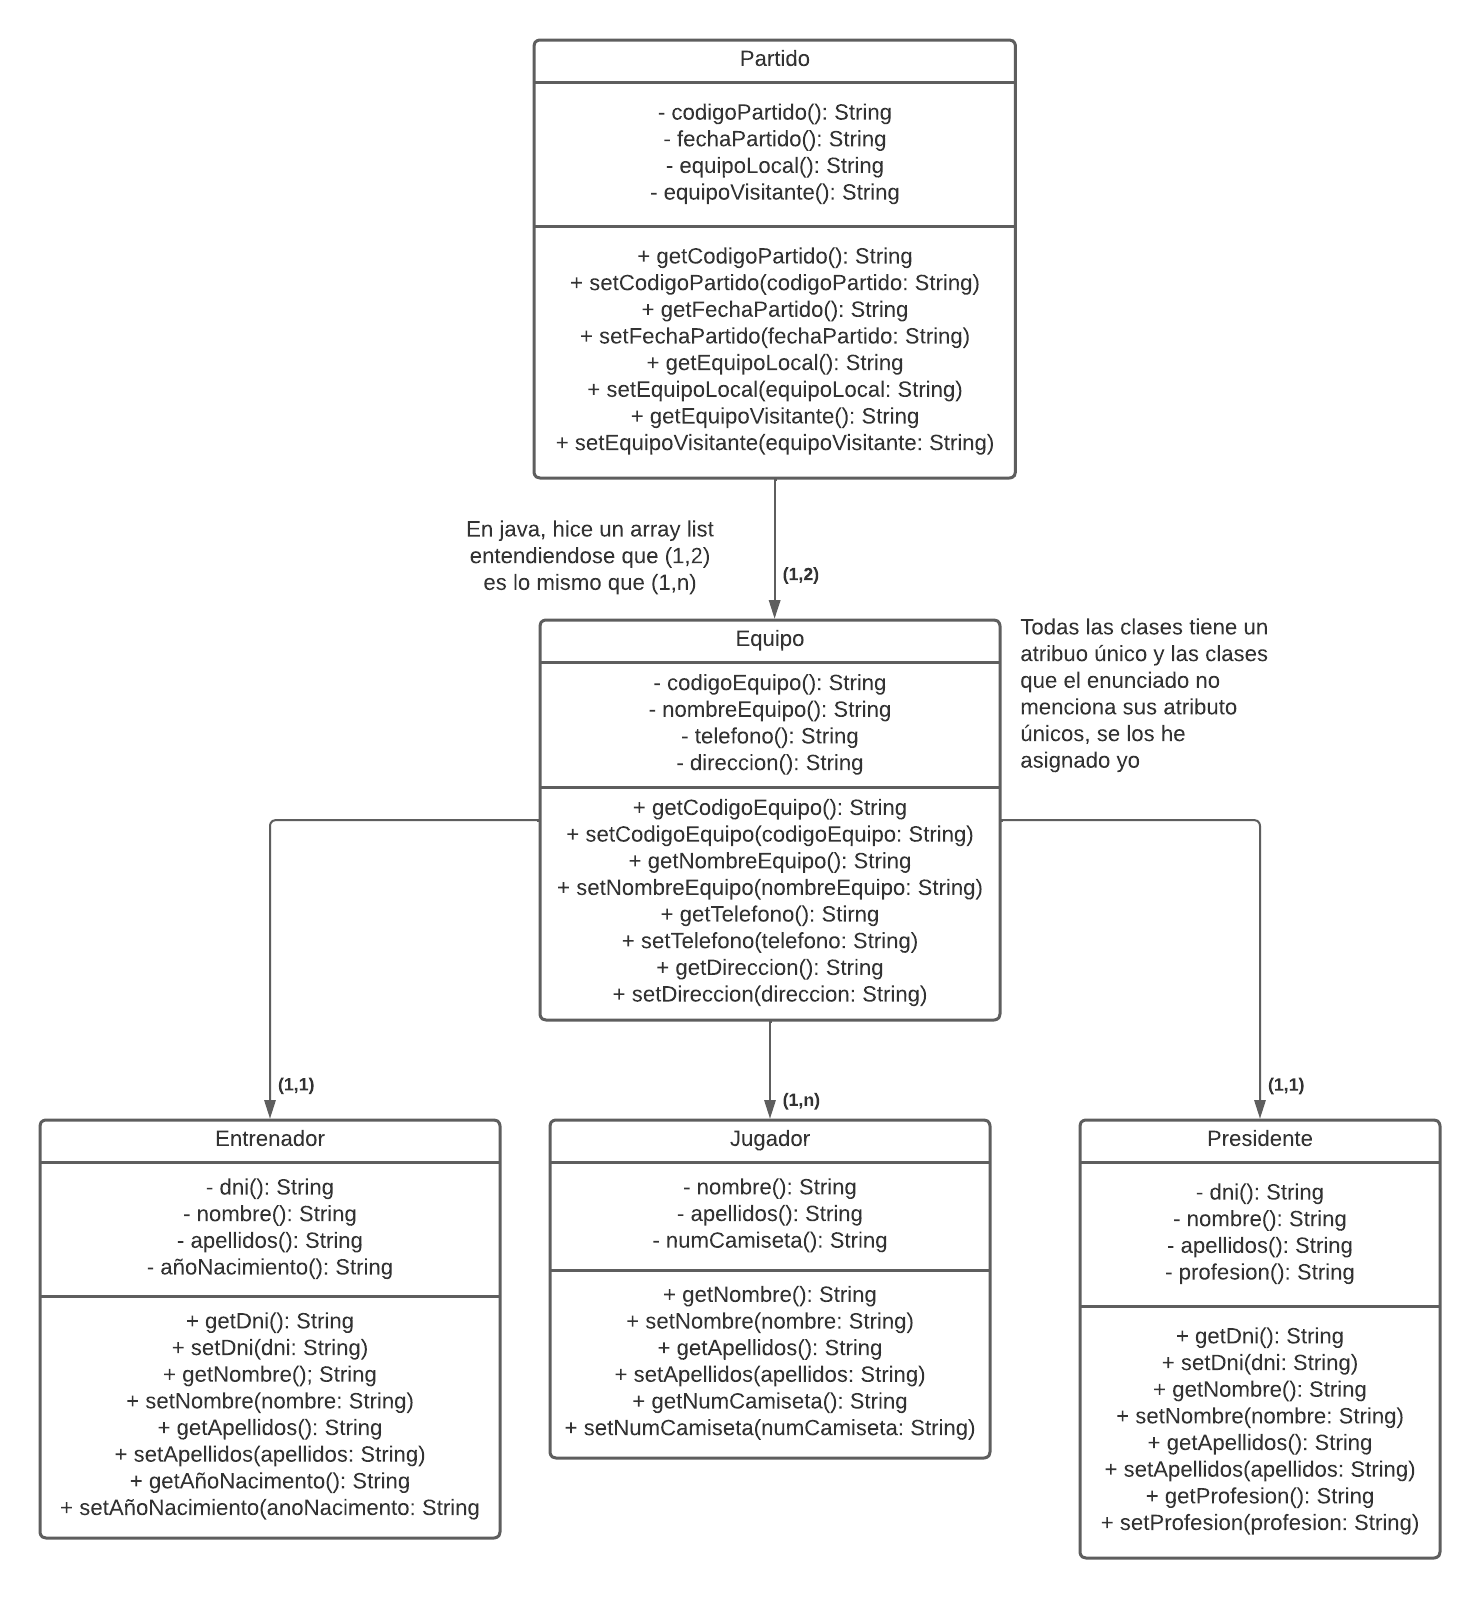 Partido
- codigoPartido(): String
- fechaPartido(): String
- equipoLocal(): String
- equipoVisitante(): String
+ getCodigoPartido(): String
+ setCodigoPartido(codigoPartido: String)
+ getFechaPartido(): String
+ setFechaPartido(fechaPartido: String)
+ getEquipoLocal(): String
+ setEquipoLocal(equipoLocal: String)
+ getEquipoVisitante(): String
+ setEquipoVisitante(equipoVisitante: String)
En java, hice un array list
entendiendose que (1,2)
es lo mismo que (1,n)
(1,2)
Equipo
- codigoEquipo(): String
- nombreEquipo(): String
- telefono(): String
- direccion(): String
+ getCodigoEquipo(): String
+ setCodigoEquipo(codigoEquipo: String)
+ getNombreEquipo(): String
+ setNombreEquipo(nombreEquipo: String)
+ getTelefono(): Stirng
+ setTelefono(telefono: String)
+ getDireccion(): String
+ setDireccion(direccion: String)
Todas las clases tiene un
atribuo único y las clases
que el enunciado no
menciona sus atributo
únicos, se los he
asignado yo
(1,1)
(1,n)
(1,1)
Entrenador
- dni(): String
- nombre(): String
- apellidos(): String
- añoNacimiento(): String
+ getDni(): String
+ setDni(dni: String)
+ getNombre(); String
+ setNombre(nombre: String)
+ getApellidos(): String
+ setApellidos(apellidos: String)
+ getAñoNacimento(): String
+ setAñoNacimiento(anoNacimento: String
Jugador
- nombre(): String
- apellidos(): String
- numCamiseta(): String
+ getNombre(): String
+ setNombre(nombre: String)
+ getApellidos(): String
+ setApellidos(apellidos: String)
+ getNumCamiseta(): String
+ setNumCamiseta(numCamiseta: String)
Presidente
- dni(): String
- nombre(): String
- apellidos(): String
- profesion(): String
+ getDni(): String
+ setDni(dni: String)
+ getNombre(): String
+ setNombre(nombre: String)
+ getApellidos(): String
+ setApellidos(apellidos: String)
+ getProfesion(): String
+ setProfesion(profesion: String)